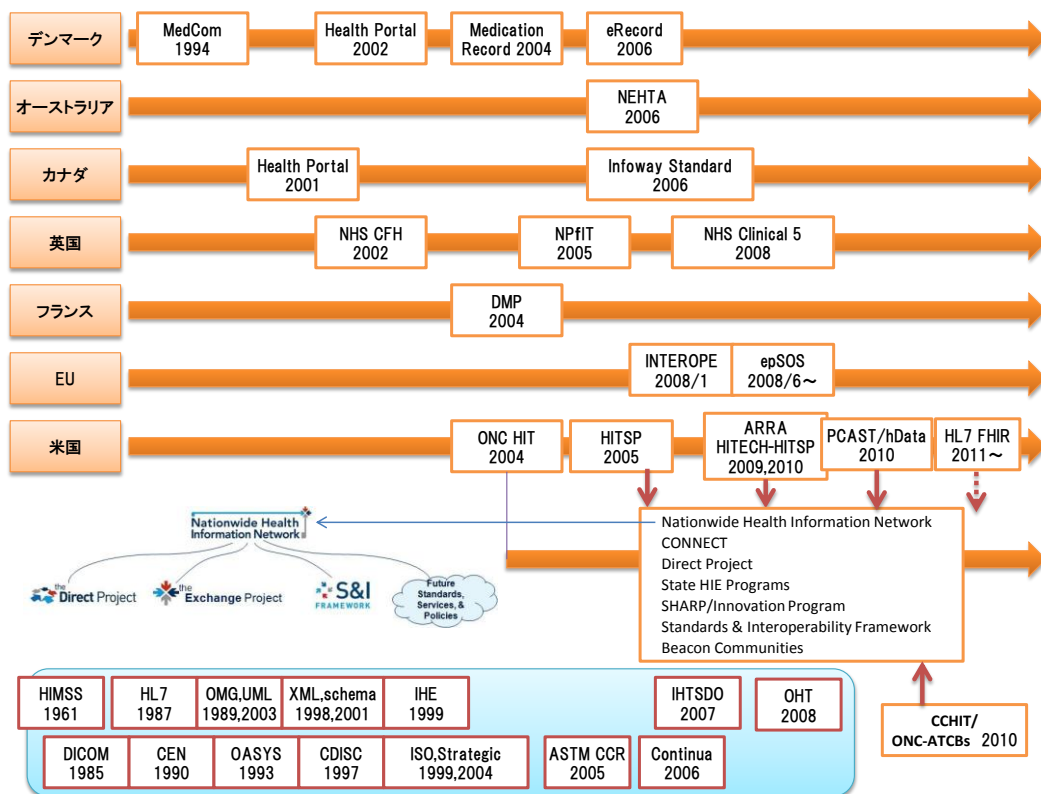 デンマーク
MedCom
1994
Health Portal
2002
Medication
Record 2004
eRecord
2006
オーストラリア
NEHTA
2006
カナダ
Health Portal
2001
Infoway Standard
2006
英国
NHS CFH
2002
NPfIT
2005
NHS Clinical 5
2008
フランス
DMP
2004
EU
INTEROPE
2008/1
epSOS
2008/6～
米国
ONC HIT
2004
HITSP
2005
ARRA
HITECH-HITSP
2009,2010
PCAST/hData
2010
HL7 FHIR
2011～
Nationwide Health
Information Network
the Direct Project
the Exchange Project
S&I
FRAMEWORK
Future
Standards,
Services, &
Policies
Nationwide Health Information Network
CONNECT
Direct Project
State HIE Programs
SHARP/Innovation Program
Standards & Interoperability Framework
Beacon Communities
HIMSS
1961
HL7
1987
OMG,UML
1989,2003
XML,schema
1998,2001
IHE
1999
IHTSDO
2007
OHT
2008
DICOM
1985
CEN
1990
OASYS
1993
CDISC
1997
ISO,Strategic
1999,2004
ASTM CCR
2005
Continua
2006
CCHIT/
ONC-ATCBs 2010